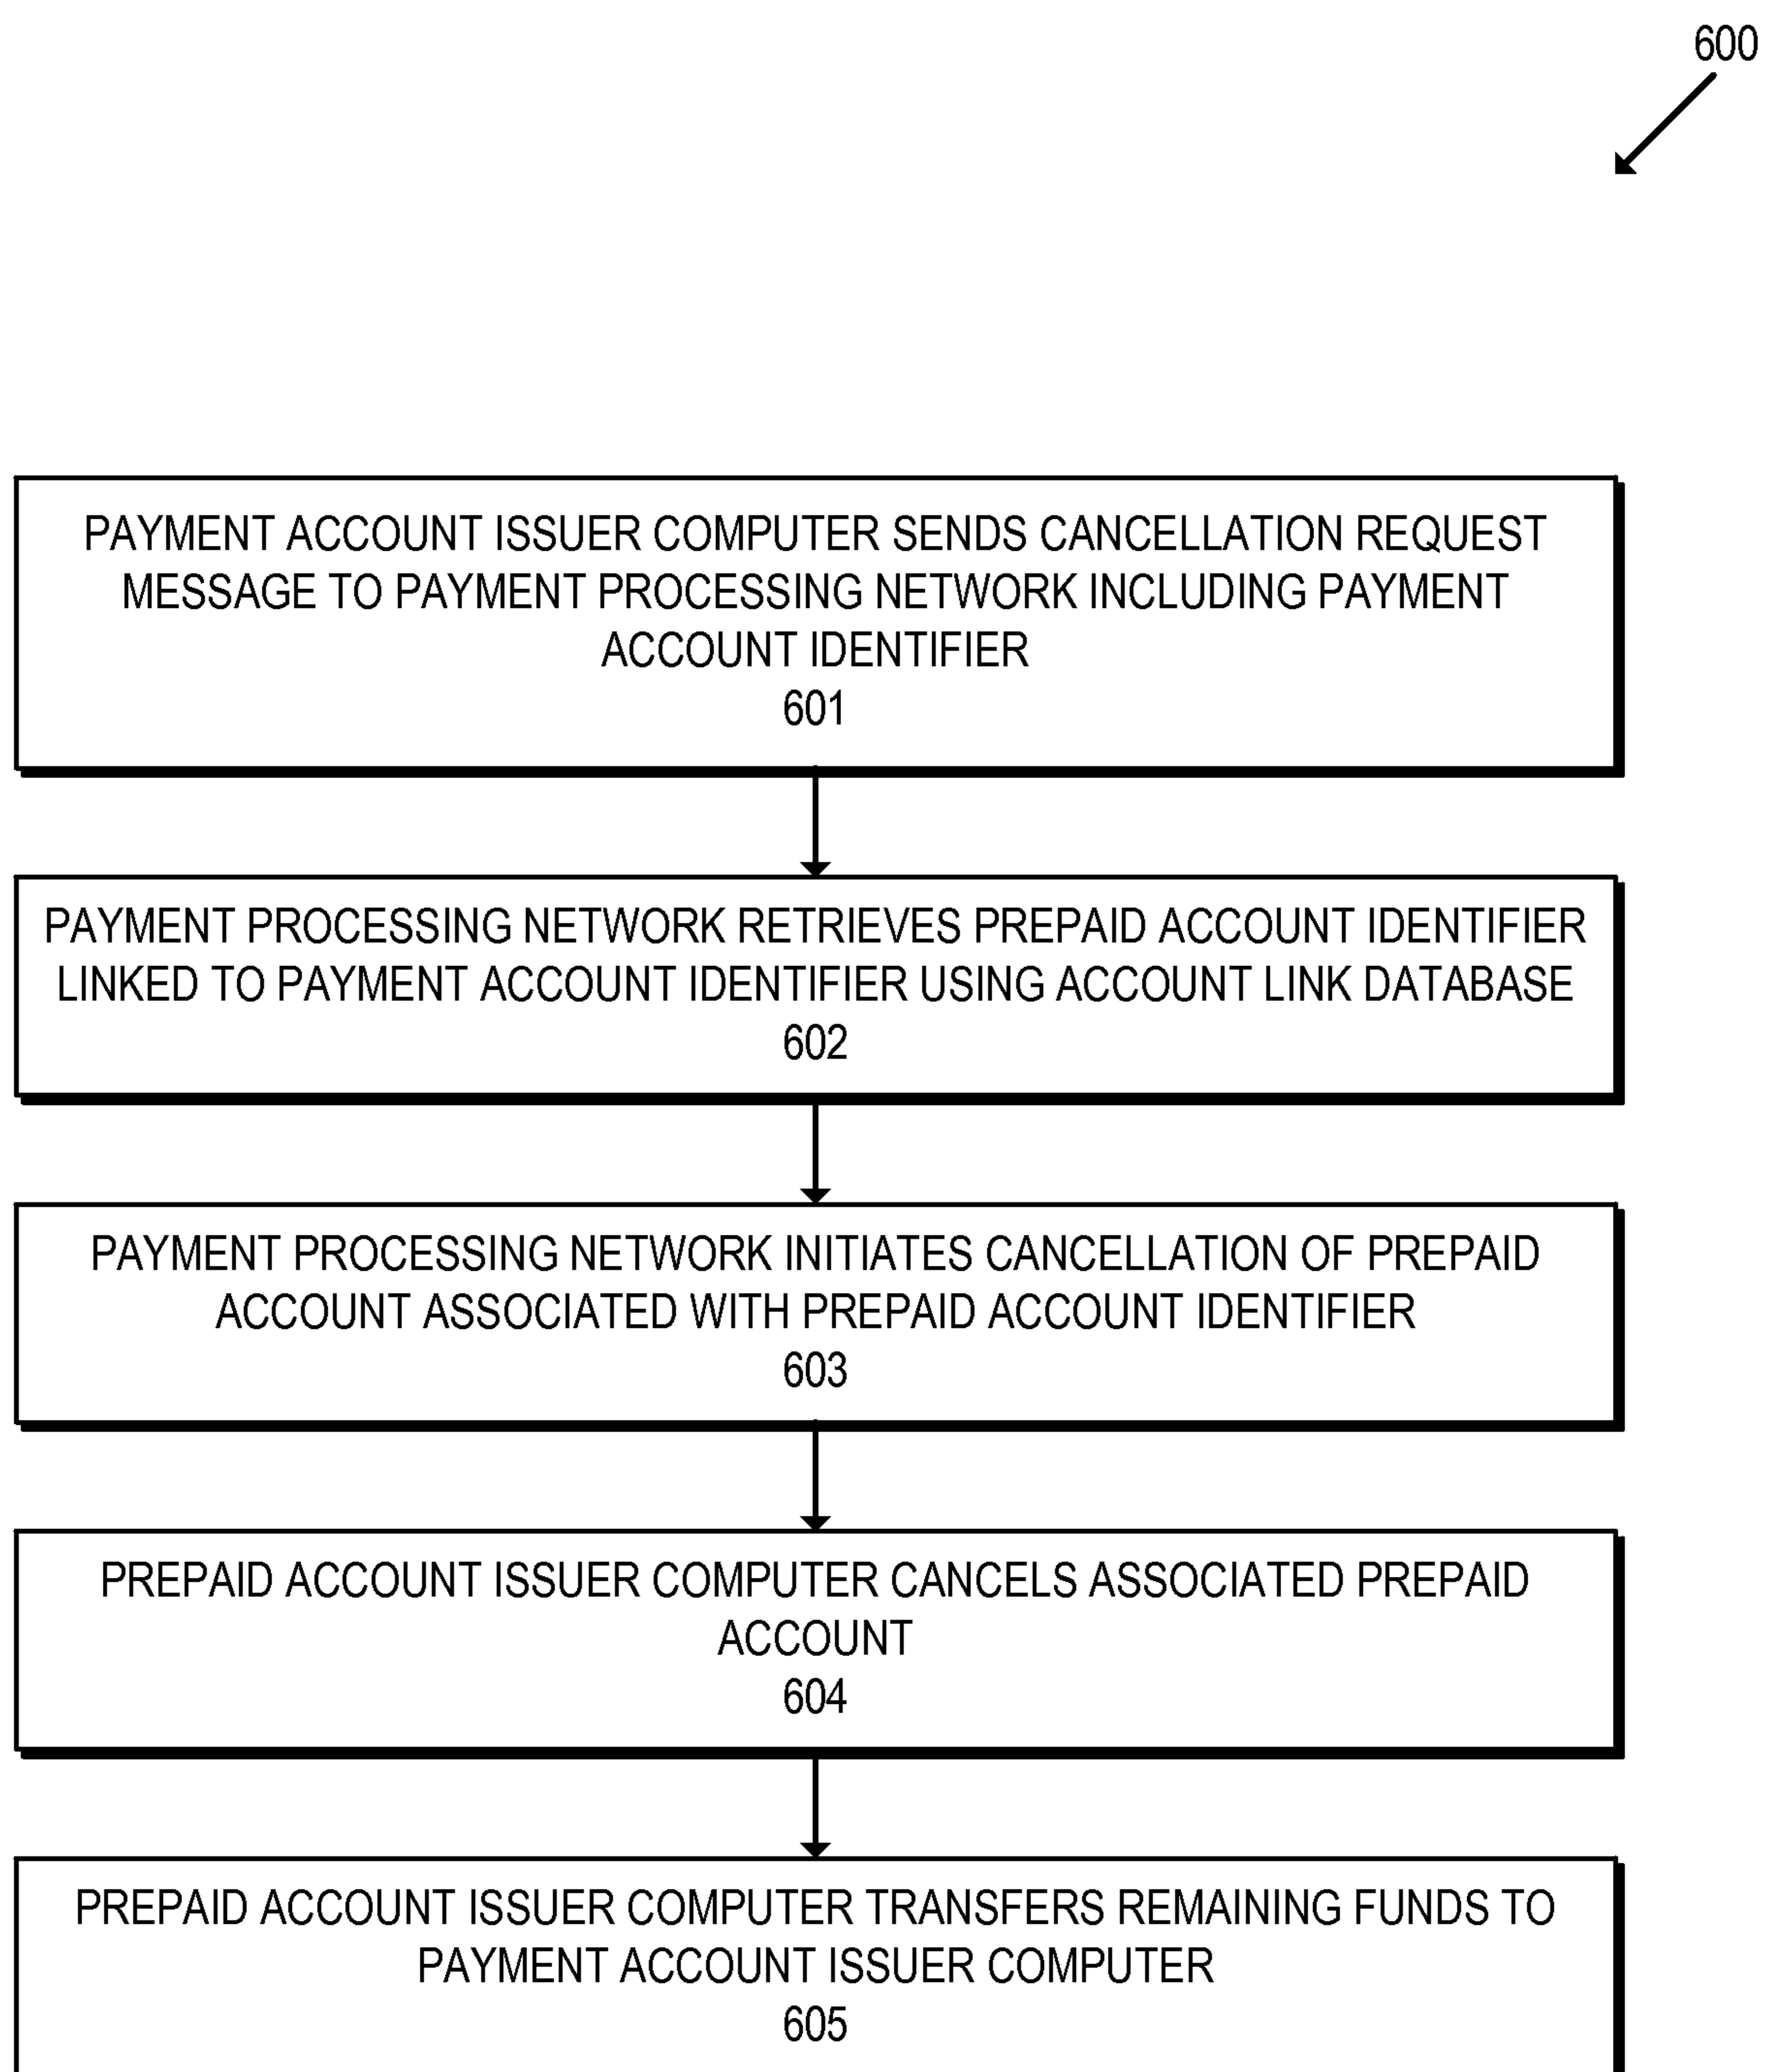 600
PAYMENT ACCOUNT ISSUER COMPUTER SENDS CANCELLATION REQUEST
MESSAGE TO PAYMENT PROCESSING NETWORK INCLUDING PAYMENT
ACCOUNT IDENTIFIER
601
PAYMENT PROCESSING NETWORK RETRIEVES PREPAID ACCOUNT IDENTIFIER
LINKED TO PAYMENT ACCOUNT IDENTIFIER USING ACCOUNT LINK DATABASE
602
PAYMENT PROCESSING NETWORK INITIATES CANCELLATION OF PREPAID
ACCOUNT ASSOCIATED WITH PREPAID ACCOUNT IDENTIFIER
603
PREPAID ACCOUNT ISSUER COMPUTER CANCELS ASSOCIATED PREPAID
ACCOUNT
604
PREPAID ACCOUNT ISSUER COMPUTER TRANSFERS REMAINING FUNDS TO
PAYMENT ACCOUNT ISSUER COMPUTER
605